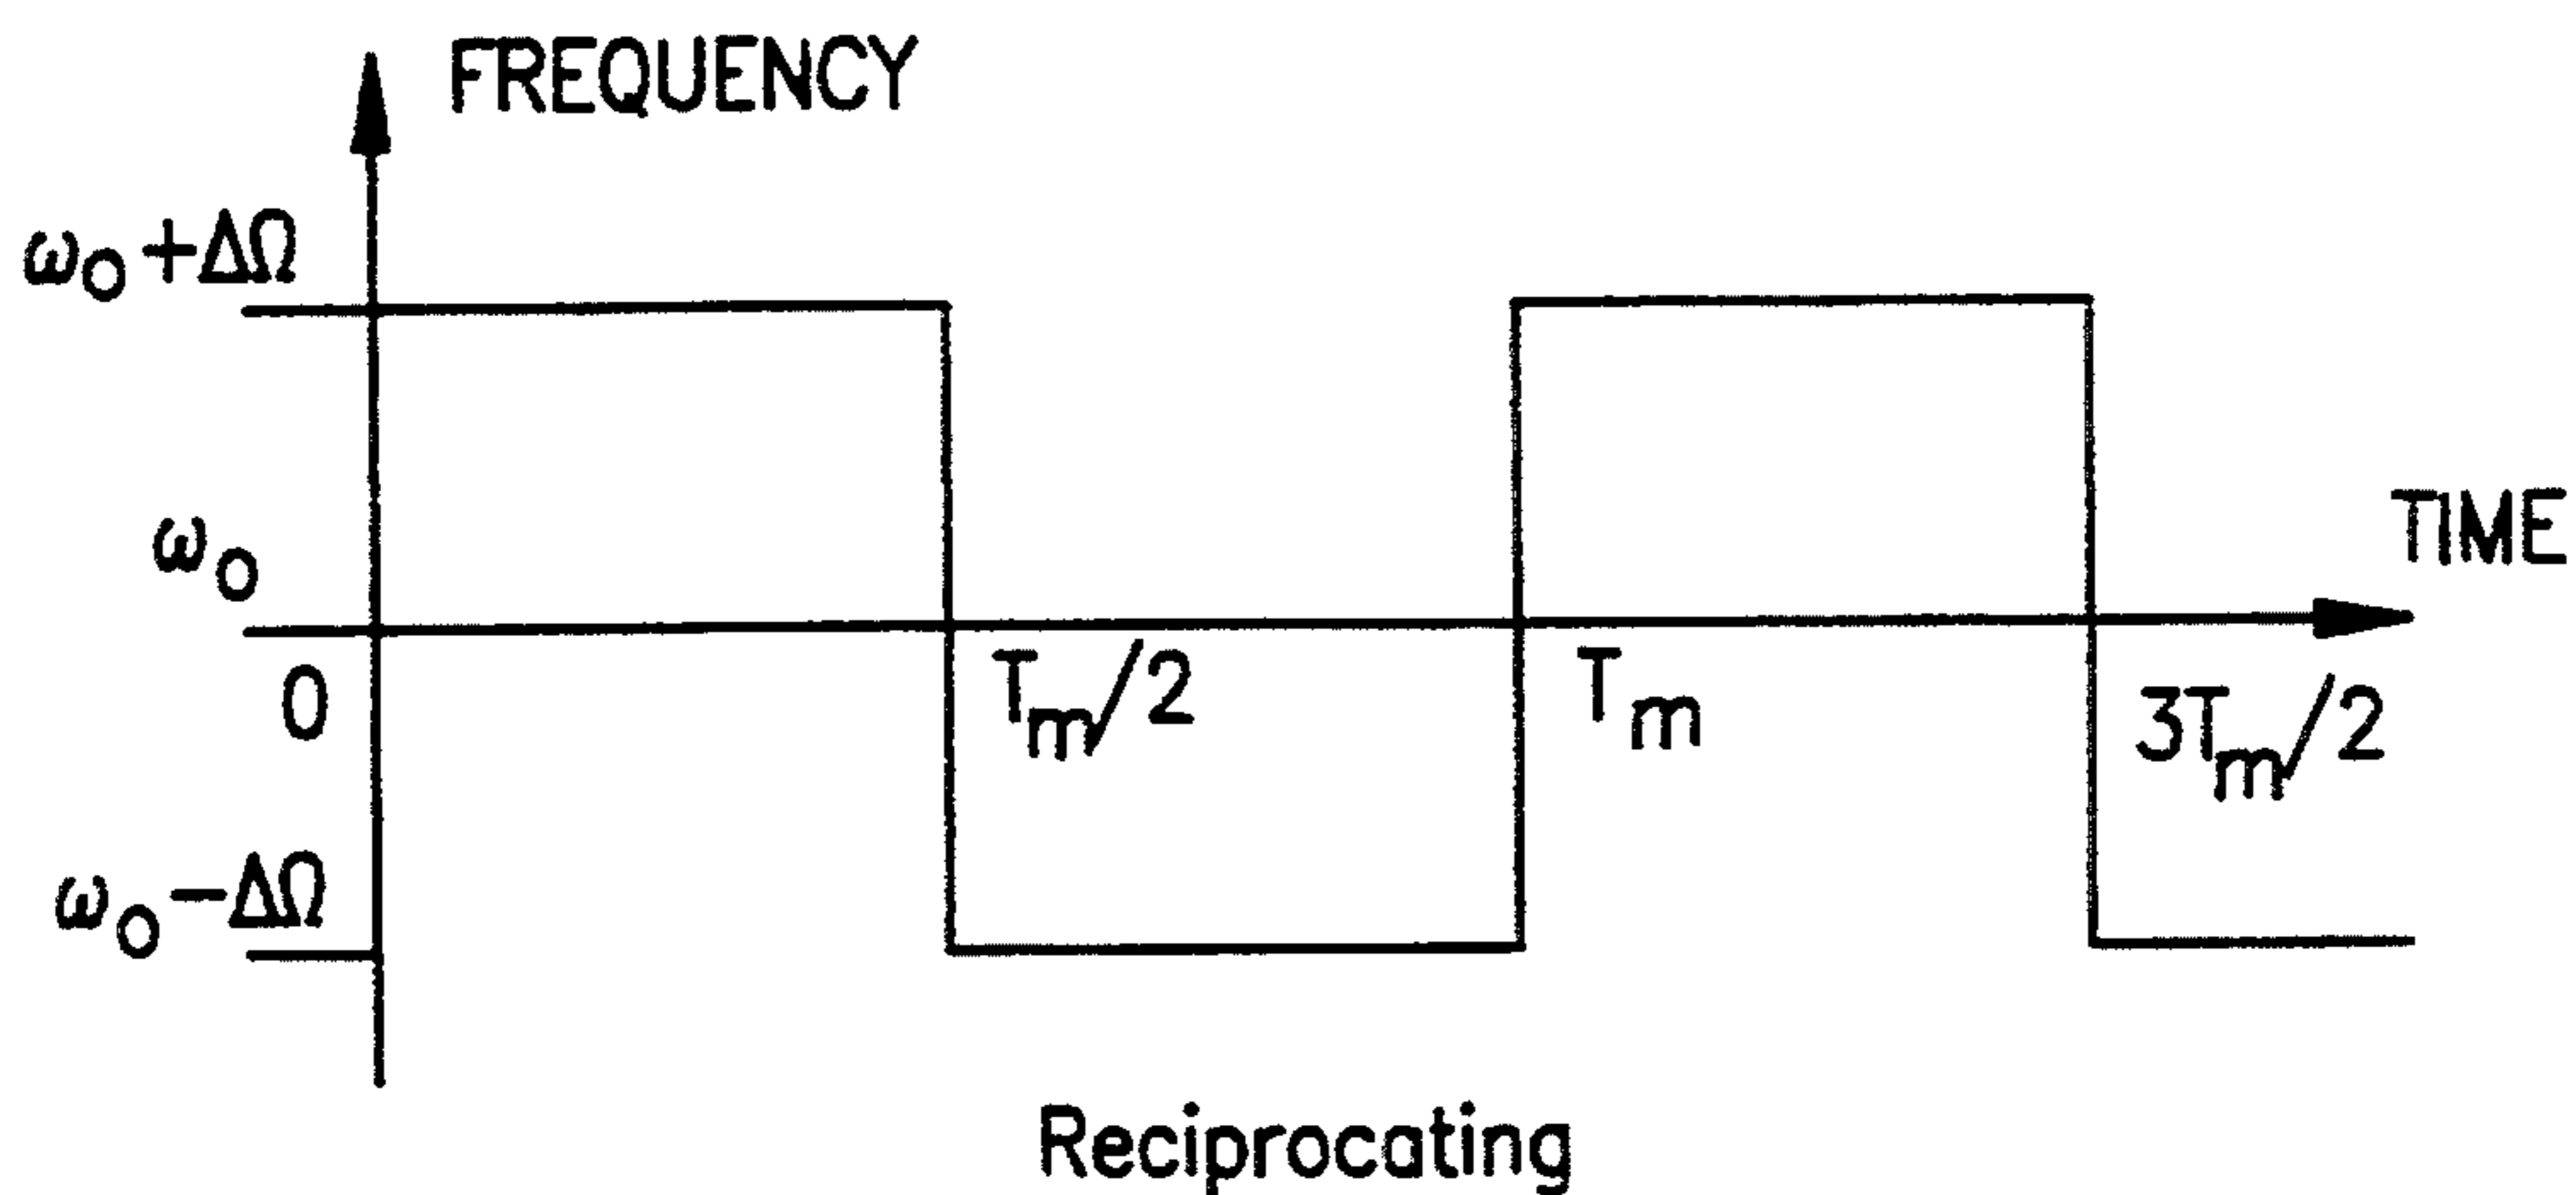 FREQUENCY
ω₀+ΔΩ
ω₀
TIME
0
Tₘ/2
Tₘ
3Tₘ/2
ω₀-ΔΩ
Reciprocating